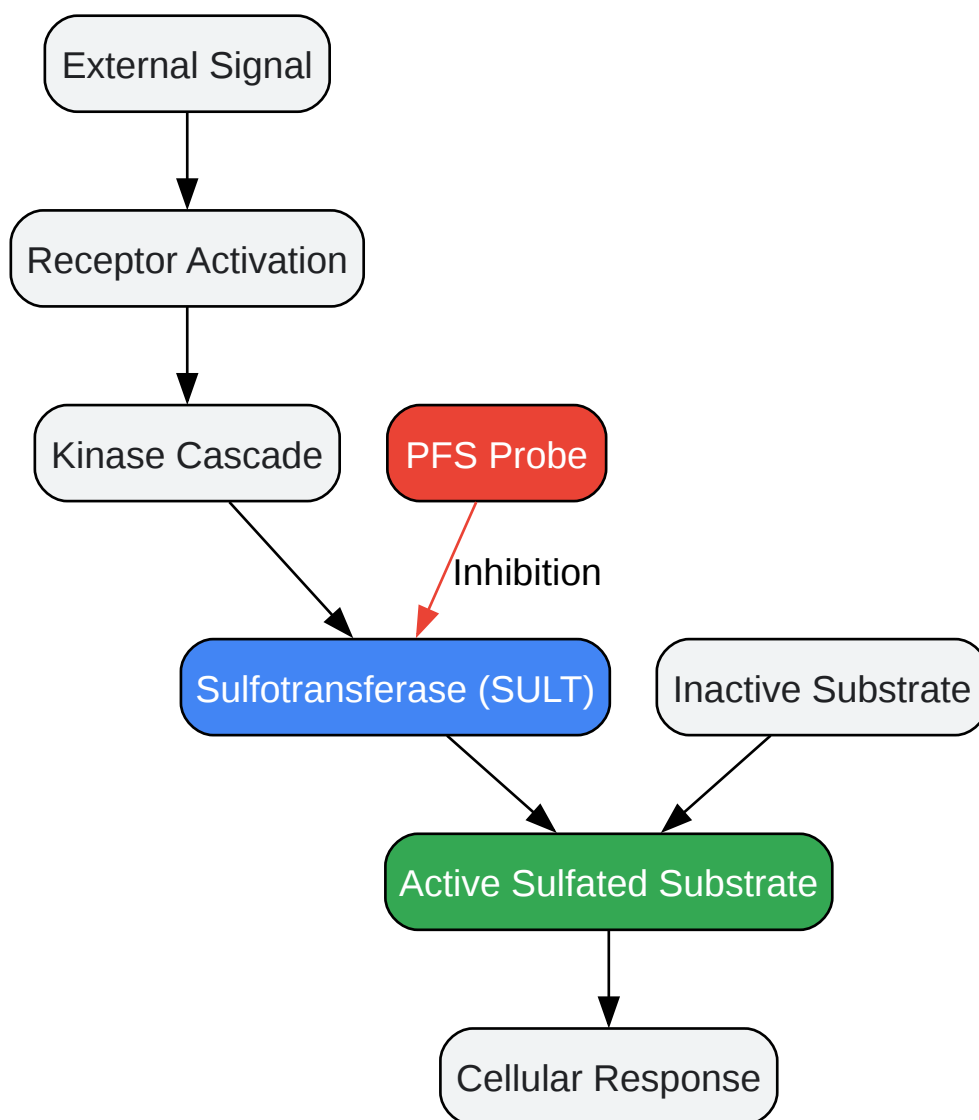 External Signal
Receptor Activation
Kinase Cascade
PFS Probe
Inhibition
Sulfotransferase (SULT)
Inactive Substrate
Active Sulfated Substrate
Cellular Response